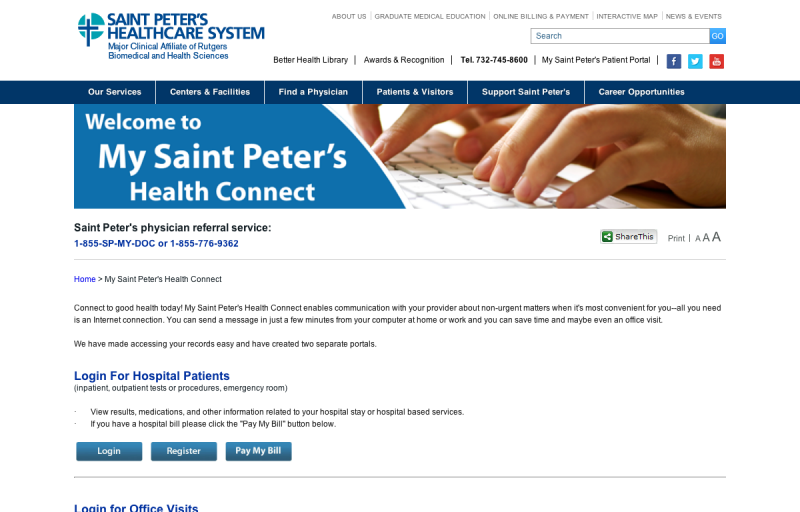 SAINT PETER'S
HEALTHCARE SYSTEM
Major Clinical Affiliate of Rutgers
Biomedical and Health Sciences
ABOUT US | GRADUATE MEDICAL EDUCATION | ONLINE BILLING & PAYMENT | INTERACTIVE MAP | NEWS & EVENTS
Search GO
Better Health Library | Awards & Recognition | Tel. 732-745-8600 | My Saint Peter's Patient Portal |
Our Services Centers & Facilities Find a Physician Patients & Visitors Support Saint Peter's Career Opportunities
Welcome to
My Saint Peter's
Health Connect
Saint Peter's physician referral service:
1-855-SP-MY-DOC or 1-855-776-9362
ShareThis Print | A A A
Home > My Saint Peter's Health Connect
Connect to good health today! My Saint Peter's Health Connect enables communication with your provider about non-urgent matters when it's most convenient for you--all you need
is an Internet connection. You can send a message in just a few minutes from your computer at home or work and you can save time and maybe even an office visit.
We have made accessing your records easy and have created two separate portals.
Login For Hospital Patients
(inpatient, outpatient tests or procedures, emergency room)
· View results, medications, and other information related to your hospital stay or hospital based services.
· If you have a hospital bill please click the "Pay My Bill" button below.
Login Register Pay My Bill
Login for Office Visits